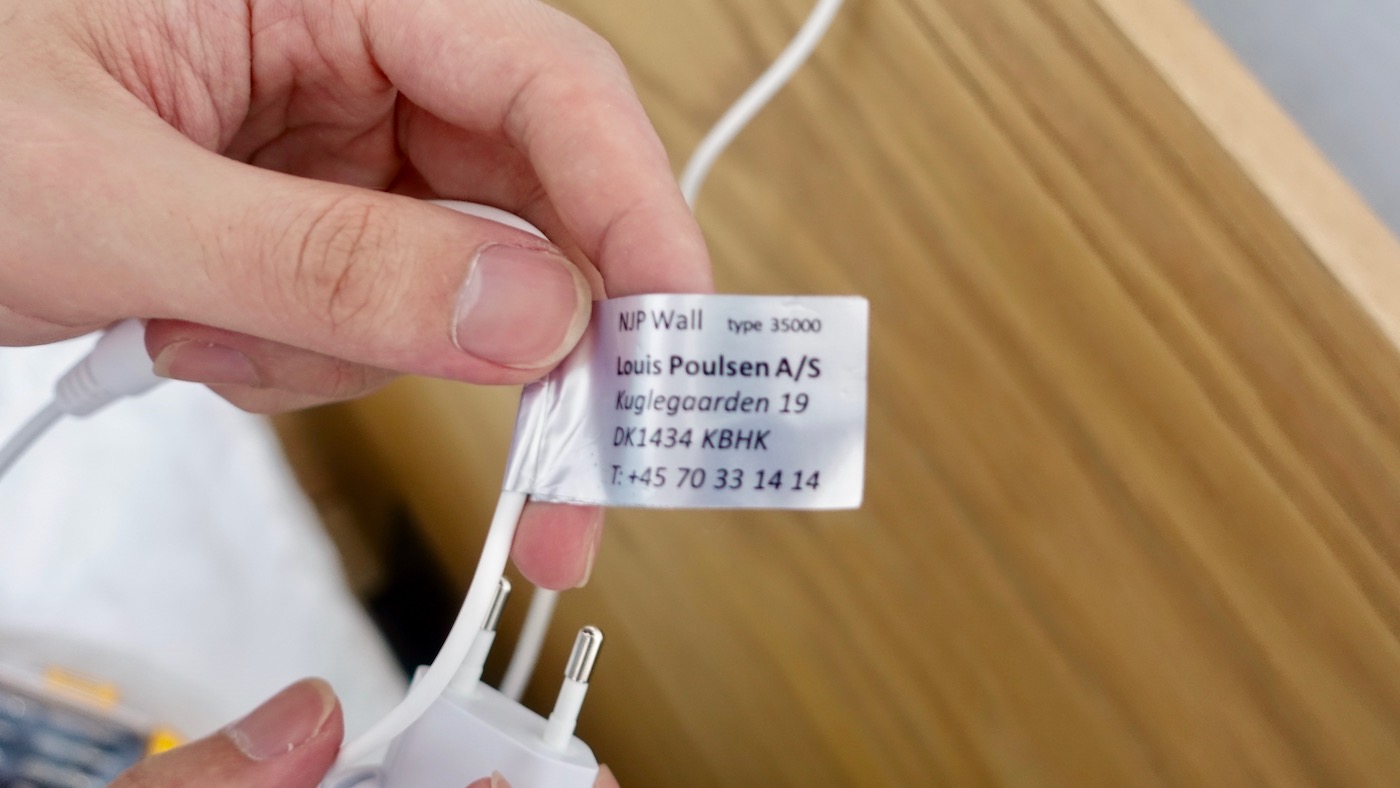 NJP Wall type 35000
Louis Poulsen A/S
Kuglegaarden 19
DK1434 KBHK
T: +45 70 33 14 14